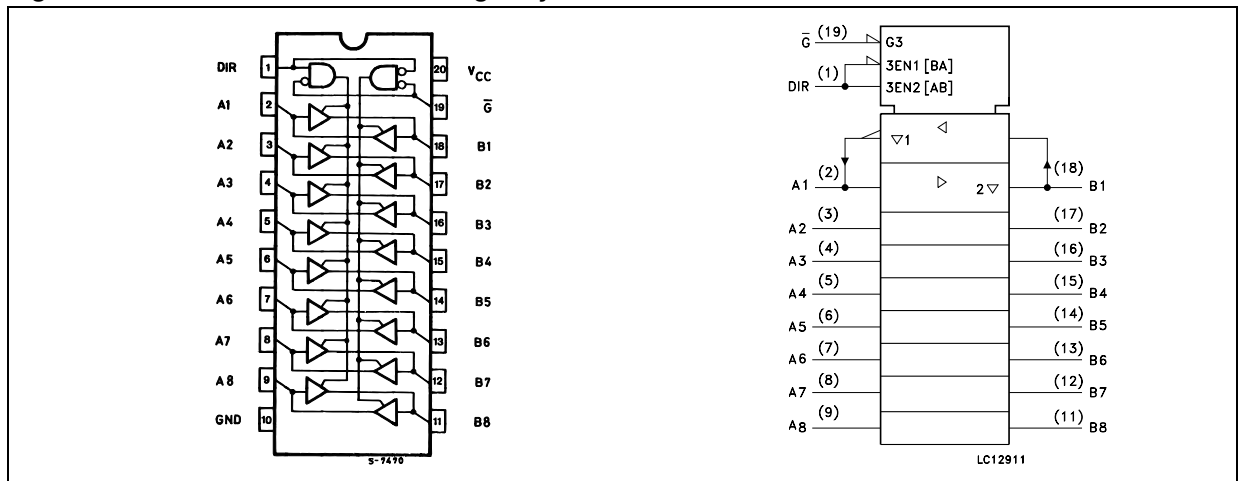 DIR 1 20 VCC
A1 2 19 G̅
A2 3 18 B1
A3 4 17 B2
A4 5 16 B3
A5 6 15 B4
A6 7 14 B5
A7 8 13 B6
A8 9 12 B7
GND 10 11 B8
S-7470
G̅ (19) G3
3EN1 [BA]
DIR (1) 3EN2 [AB]
▽1 ◁
A1 (2) ▷ 2▽ (18) B1
A2 (3) (17) B2
A3 (4) (16) B3
A4 (5) (15) B4
A5 (6) (14) B5
A6 (7) (13) B6
A7 (8) (12) B7
A8 (9) (11) B8
LC12911